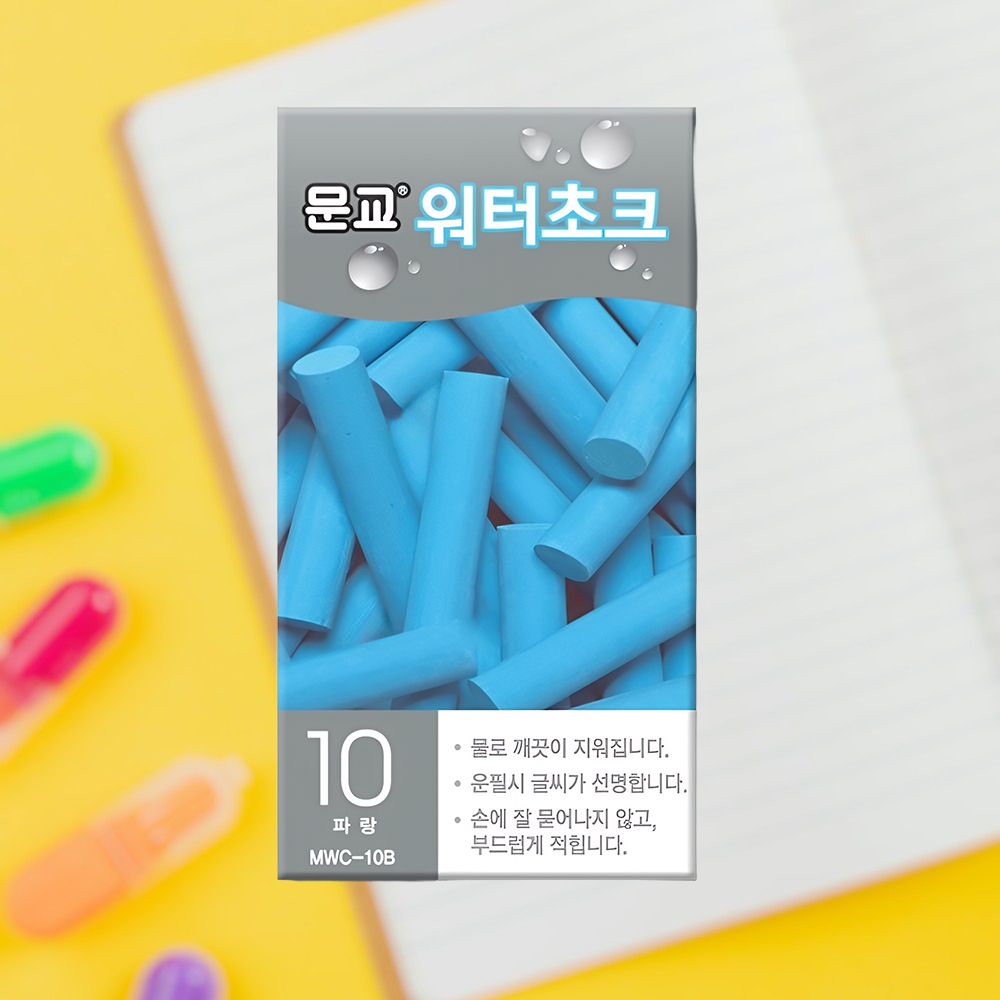 문교® 워터초크
10
파랑
MWC-10B
• 물로 깨끗이 지워집니다.
• 운필시 글씨가 선명합니다.
• 손에 잘 묻어나지 않고,
부드럽게 적힙니다.